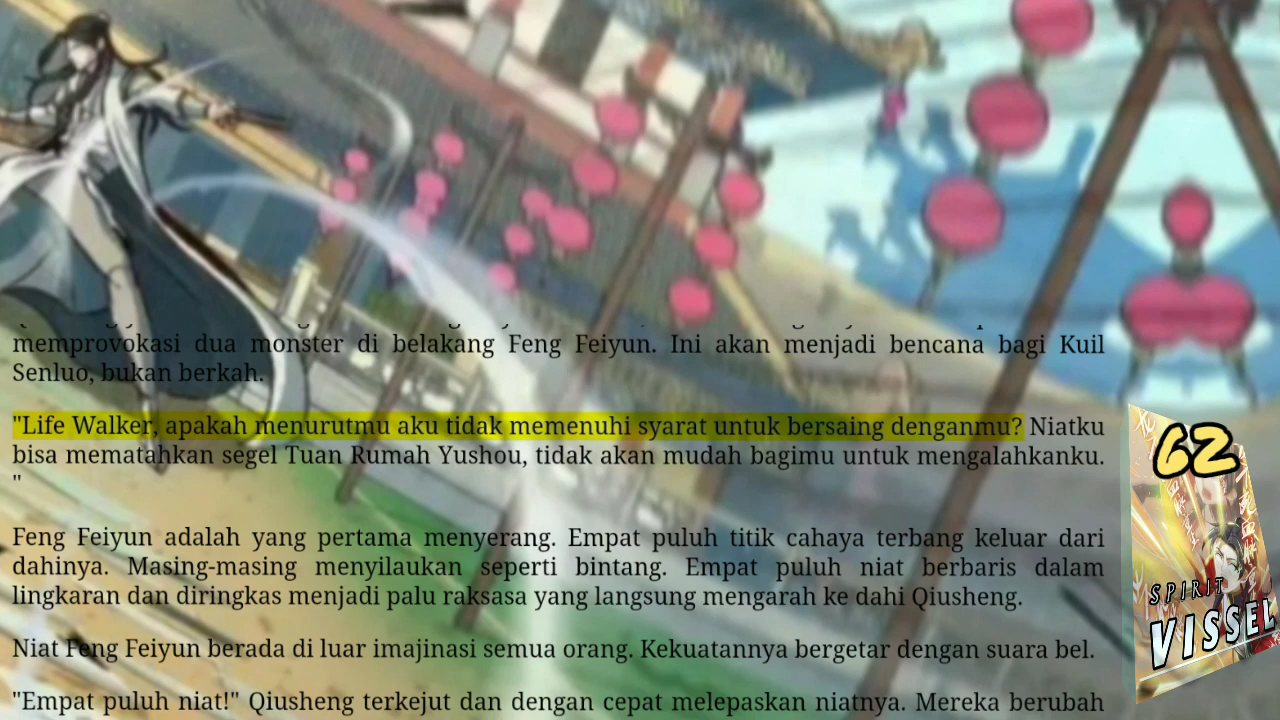 memprovokasi dua monster di belakang Feng Feiyun. Ini akan menjadi bencana bagi Kuil
Senluo, bukan berkah.
"Life Walker, apakah menurutmu aku tidak memenuhi syarat untuk bersaing denganmu? Niatku
bisa mematahkan segel Tuan Rumah Yushou, tidak akan mudah bagimu untuk mengalahkanku.
"
Feng Feiyun adalah yang pertama menyerang. Empat puluh titik cahaya terbang keluar dari
dahinya. Masing-masing menyilaukan seperti bintang. Empat puluh niat berbaris dalam
lingkaran dan diringkas menjadi palu raksasa yang langsung mengarah ke dahi Qiusheng.
Niat Feng Feiyun berada di luar imajinasi semua orang. Kekuatannya bergetar dengan suara bel.
"Empat puluh niat!" Qiusheng terkejut dan dengan cepat melepaskan niatnya. Mereka berubah
62
SPIRIT
VISSEL